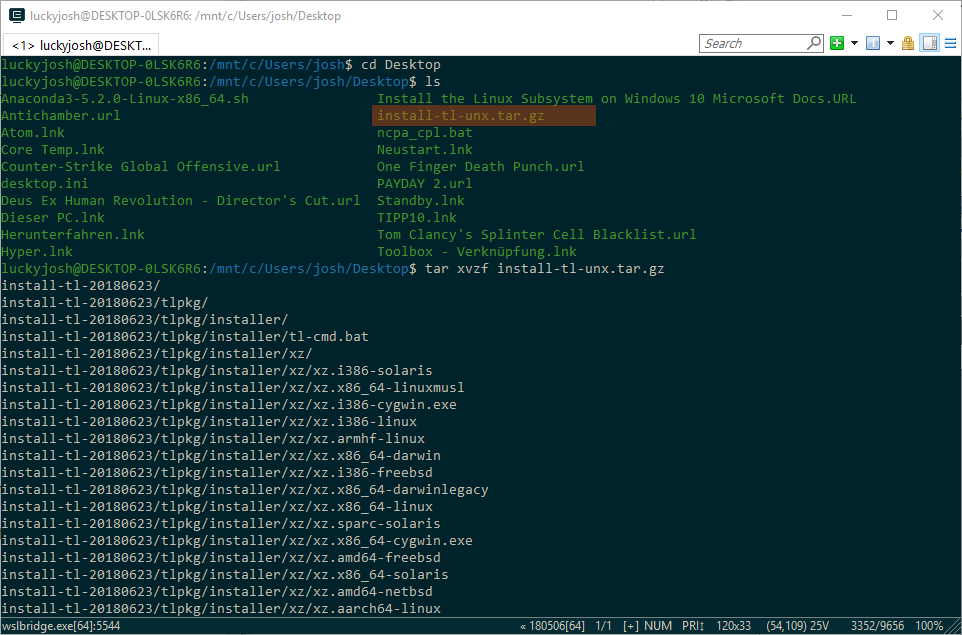 luckyjosh@DESKTOP-0LSK6R6: /mnt/c/Users/josh/Desktop
<1> luckyjosh@DESKT...
Search
luckyjosh@DESKTOP-0LSK6R6:/mnt/c/Users/josh$ cd Desktop
luckyjosh@DESKTOP-0LSK6R6:/mnt/c/Users/josh/Desktop$ ls
Anaconda3-5.2.0-Linux-x86_64.sh Install the Linux Subsystem on Windows 10 Microsoft Docs.URL
Antichamber.url install-tl-unx.tar.gz
Atom.lnk ncpa_cpl.bat
Core Temp.lnk Neustart.lnk
Counter-Strike Global Offensive.url One Finger Death Punch.url
desktop.ini PAYDAY 2.url
Deus Ex Human Revolution - Director's Cut.url Standby.lnk
Dieser PC.lnk TIPP10.lnk
Herunterfahren.lnk Tom Clancy's Splinter Cell Blacklist.url
Hyper.lnk Toolbox - Verknüpfung.lnk
luckyjosh@DESKTOP-0LSK6R6:/mnt/c/Users/josh/Desktop$ tar xvzf install-tl-unx.tar.gz
install-tl-20180623/
install-tl-20180623/tlpkg/
install-tl-20180623/tlpkg/installer/
install-tl-20180623/tlpkg/installer/tl-cmd.bat
install-tl-20180623/tlpkg/installer/xz/
install-tl-20180623/tlpkg/installer/xz/xz.i386-solaris
install-tl-20180623/tlpkg/installer/xz/xz.x86_64-linuxmusl
install-tl-20180623/tlpkg/installer/xz/xz.i386-cygwin.exe
install-tl-20180623/tlpkg/installer/xz/xz.i386-linux
install-tl-20180623/tlpkg/installer/xz/xz.armhf-linux
install-tl-20180623/tlpkg/installer/xz/xz.x86_64-darwin
install-tl-20180623/tlpkg/installer/xz/xz.i386-freebsd
install-tl-20180623/tlpkg/installer/xz/xz.x86_64-darwinlegacy
install-tl-20180623/tlpkg/installer/xz/xz.x86_64-linux
install-tl-20180623/tlpkg/installer/xz/xz.sparc-solaris
install-tl-20180623/tlpkg/installer/xz/xz.x86_64-cygwin.exe
install-tl-20180623/tlpkg/installer/xz/xz.amd64-freebsd
install-tl-20180623/tlpkg/installer/xz/xz.x86_64-solaris
install-tl-20180623/tlpkg/installer/xz/xz.amd64-netbsd
install-tl-20180623/tlpkg/installer/xz/xz.aarch64-linux
wslbridge.exe[64]:5544 « 180506[64] 1/1 [+] NUM PRI↕ 120x33 (54,109) 25V 3352/9656 100%